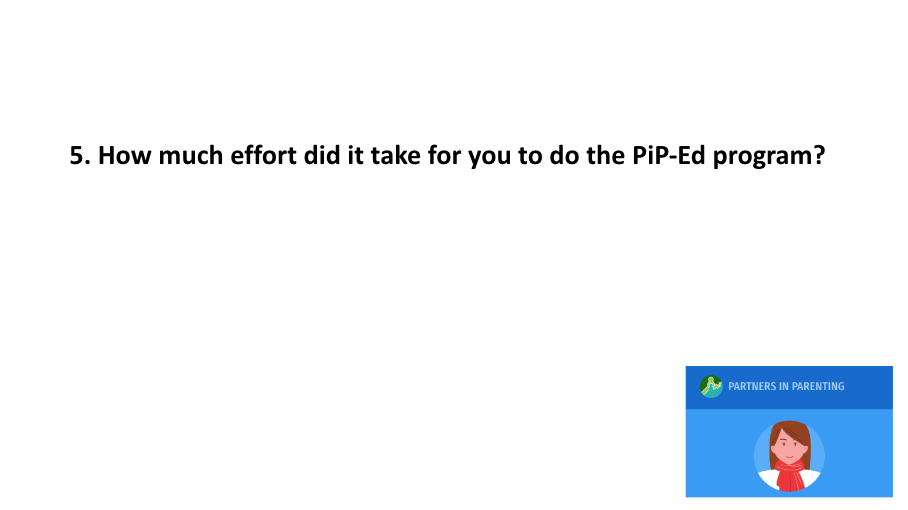 5. How much effort did it take for you to do the PiP-Ed program?
PARTNERS IN PARENTING